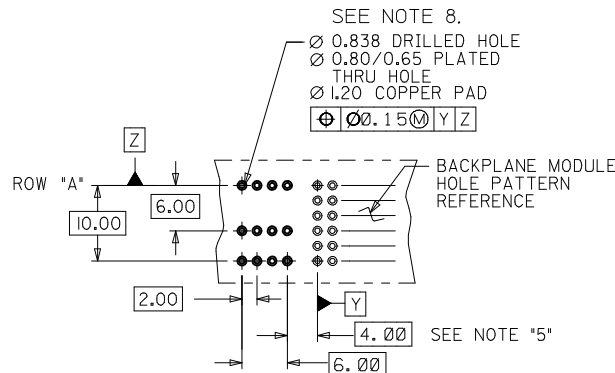 SEE NOTE 8.
Ø 0.838 DRILLED HOLE
Ø 0.80/0.65 PLATED
THRU HOLE
Ø 1.20 COPPER PAD
⌖ Ø0.15Ⓜ Y Z
Z
ROW "A"
BACKPLANE MODULE
HOLE PATTERN
REFERENCE
6.00
10.00
2.00
Y
4.00 SEE NOTE "5"
6.00